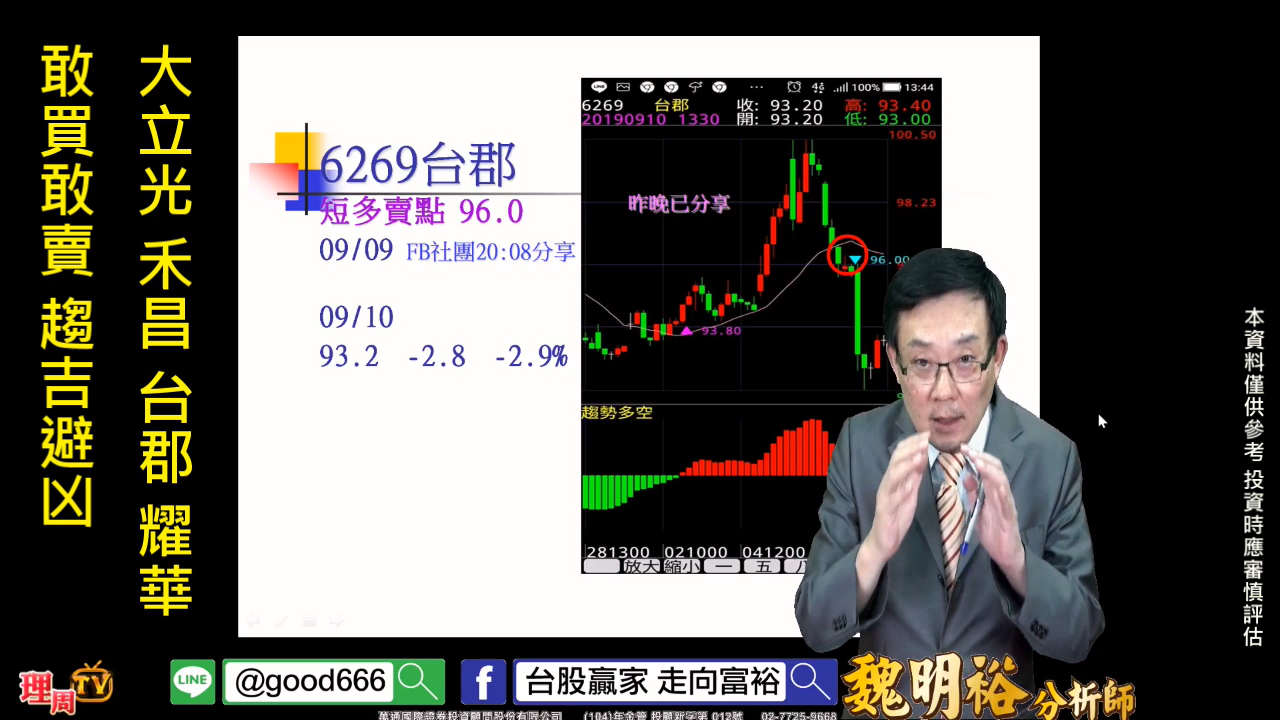 大立光 禾昌 台郡 耀華
敢買敢賣 趨吉避凶
6269台郡
短多賣點 96.0
09/09 FB社團20:08分享
09/10
93.2 -2.8 -2.9%
100% 13:44
6269 台郡 收: 93.20 高: 93.40
20190910 1330 開: 93.20 低: 93.00
100.50
昨晚已分享
98.23
96.00
93.80
趨勢多空
281300 021000 041200
放大 縮小 一 五
本資料僅供參考 投資時應審慎評估
理周TV
LINE @good666
f 台股贏家 走向富裕
魏明裕 分析師
萬通國際證券投資顧問股份有限公司 (104)年金管 投顧新字第 012號 02-7725-9668